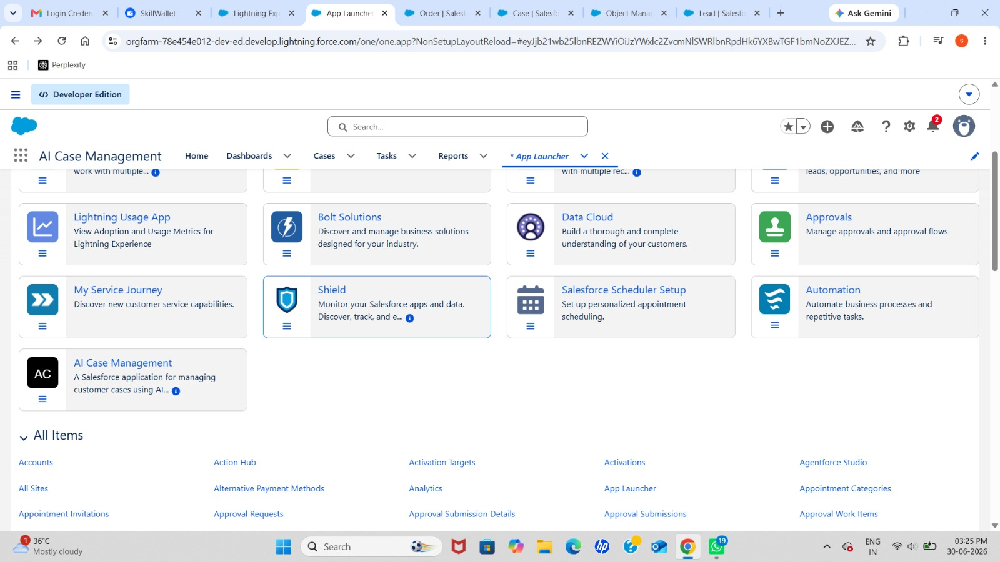 Login Creden
SkillWallet
Lightning Exp
App Launche
Order | Salesf
Case | Salesfo
Object Manag
Lead | Salesfo
Ask Gemini
orgfarm-78e454e012-dev-ed.develop.lightning.force.com/one/one.app?NonSetupLayoutReload=#eyJjb21wb25lbnREZWYiOiJzYWxlc2ZvcmNlSWRlbnRpdHk6YXBwTGF1bmNoZXJEZ...
S
Perplexity
Developer Edition
Search...
2
AI Case Management
Home
Dashboards
Cases
Tasks
Reports
* App Launcher
work with multiple...
with multiple rec...
leads, opportunities, and more
Lightning Usage App
View Adoption and Usage Metrics for
Lightning Experience
Bolt Solutions
Discover and manage business solutions
designed for your industry.
Data Cloud
Build a thorough and complete
understanding of your customers.
Approvals
Manage approvals and approval flows
My Service Journey
Discover new customer service capabilities.
Shield
Monitor your Salesforce apps and data.
Discover, track, and e...
Salesforce Scheduler Setup
Set up personalized appointment
scheduling.
Automation
Automate business processes and
repetitive tasks.
AC
AI Case Management
A Salesforce application for managing
customer cases using AI...
All Items
Accounts
Action Hub
Activation Targets
Activations
Agentforce Studio
All Sites
Alternative Payment Methods
Analytics
App Launcher
Appointment Categories
Appointment Invitations
Approval Requests
Approval Submission Details
Approval Submissions
Approval Work Items
1
36°C
Mostly cloudy
Search
hp
19
ENG
IN
03:25 PM
30-06-2026